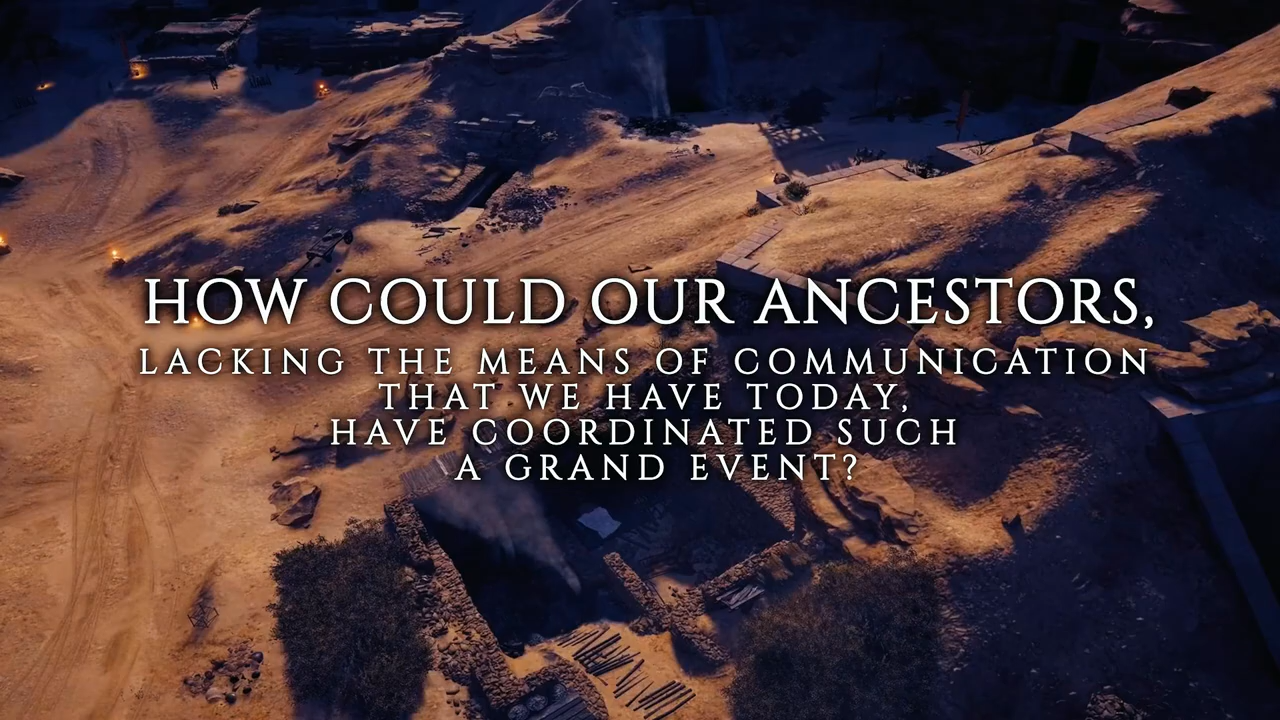 HOW COULD OUR ANCESTORS,
LACKING THE MEANS OF COMMUNICATION
THAT WE HAVE TODAY,
HAVE COORDINATED SUCH
A GRAND EVENT?